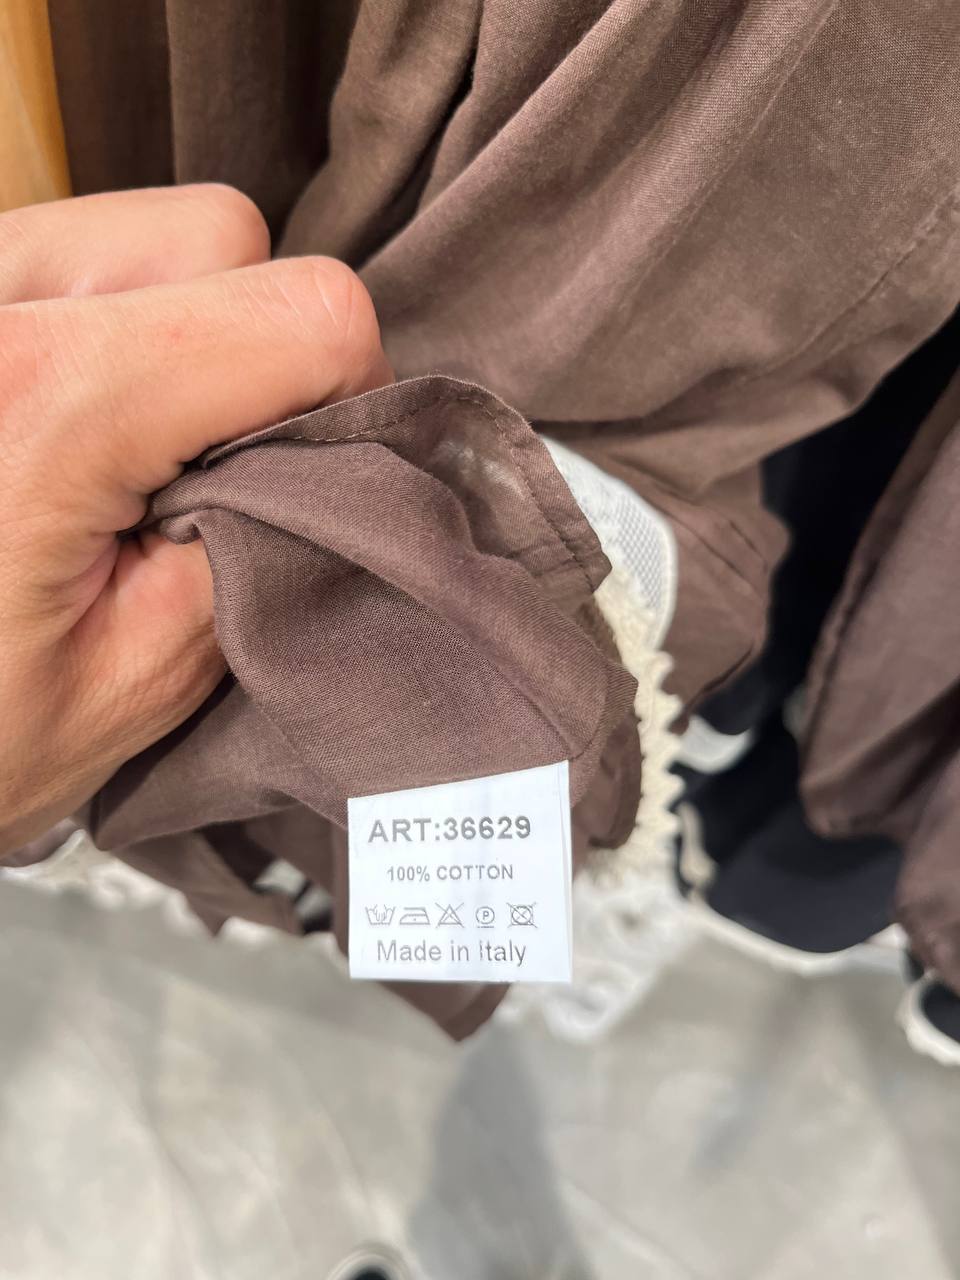 ART:36629
100% COTTON
P
Made in Italy